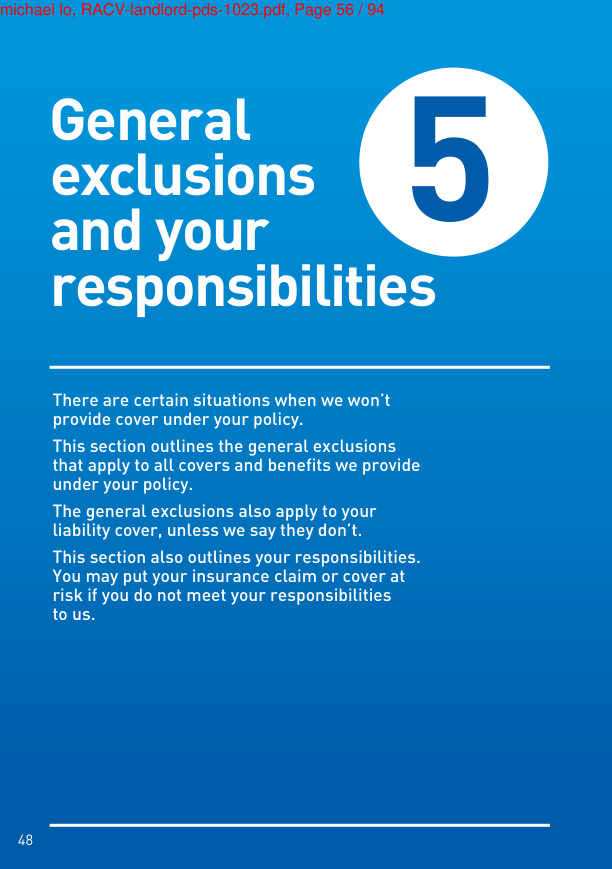 michael lo, RACV-landlord-pds-1023.pdf, Page 56 / 94
General
exclusions
and your
responsibilities
5
There are certain situations when we won't
provide cover under your policy.
This section outlines the general exclusions
that apply to all covers and benefits we provide
under your policy.
The general exclusions also apply to your
liability cover, unless we say they don't.
This section also outlines your responsibilities.
You may put your insurance claim or cover at
risk if you do not meet your responsibilities
to us.
48